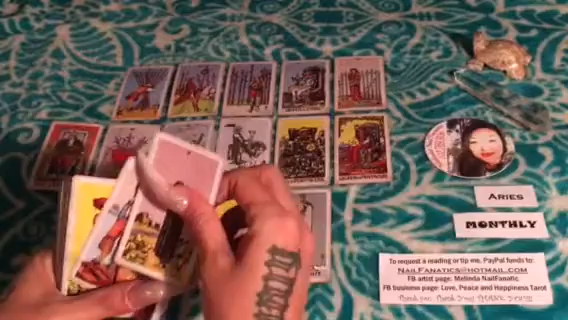 ARIES
MONTHLY
To request a reading or tip me, PayPal funds to:
NAILFANATICS@HOTMAIL.COM
FB artist page: Melinda NailFanatic
FB business page: Love, Peace and Happiness Tarot